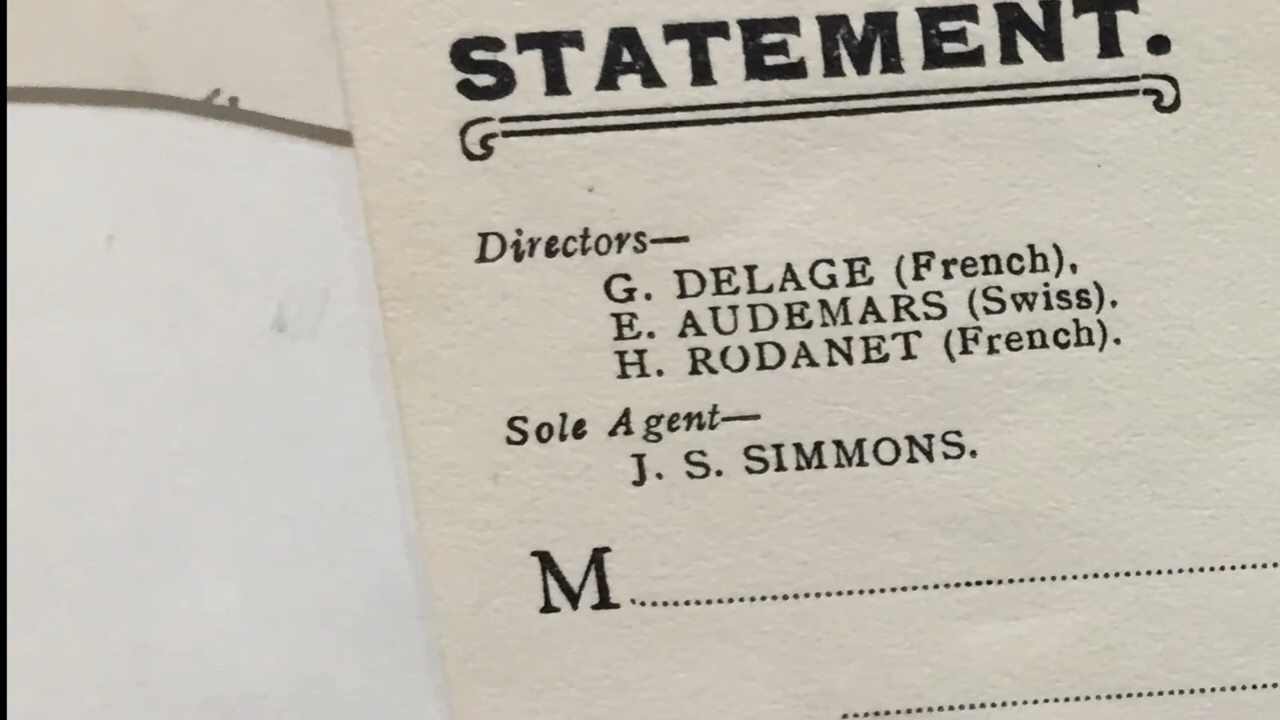 STATEMENT.
Directors—
G. DELAGE (French).
E. AUDEMARS (Swiss).
H. RODANET (French).
Sole Agent—
J. S. SIMMONS.
M